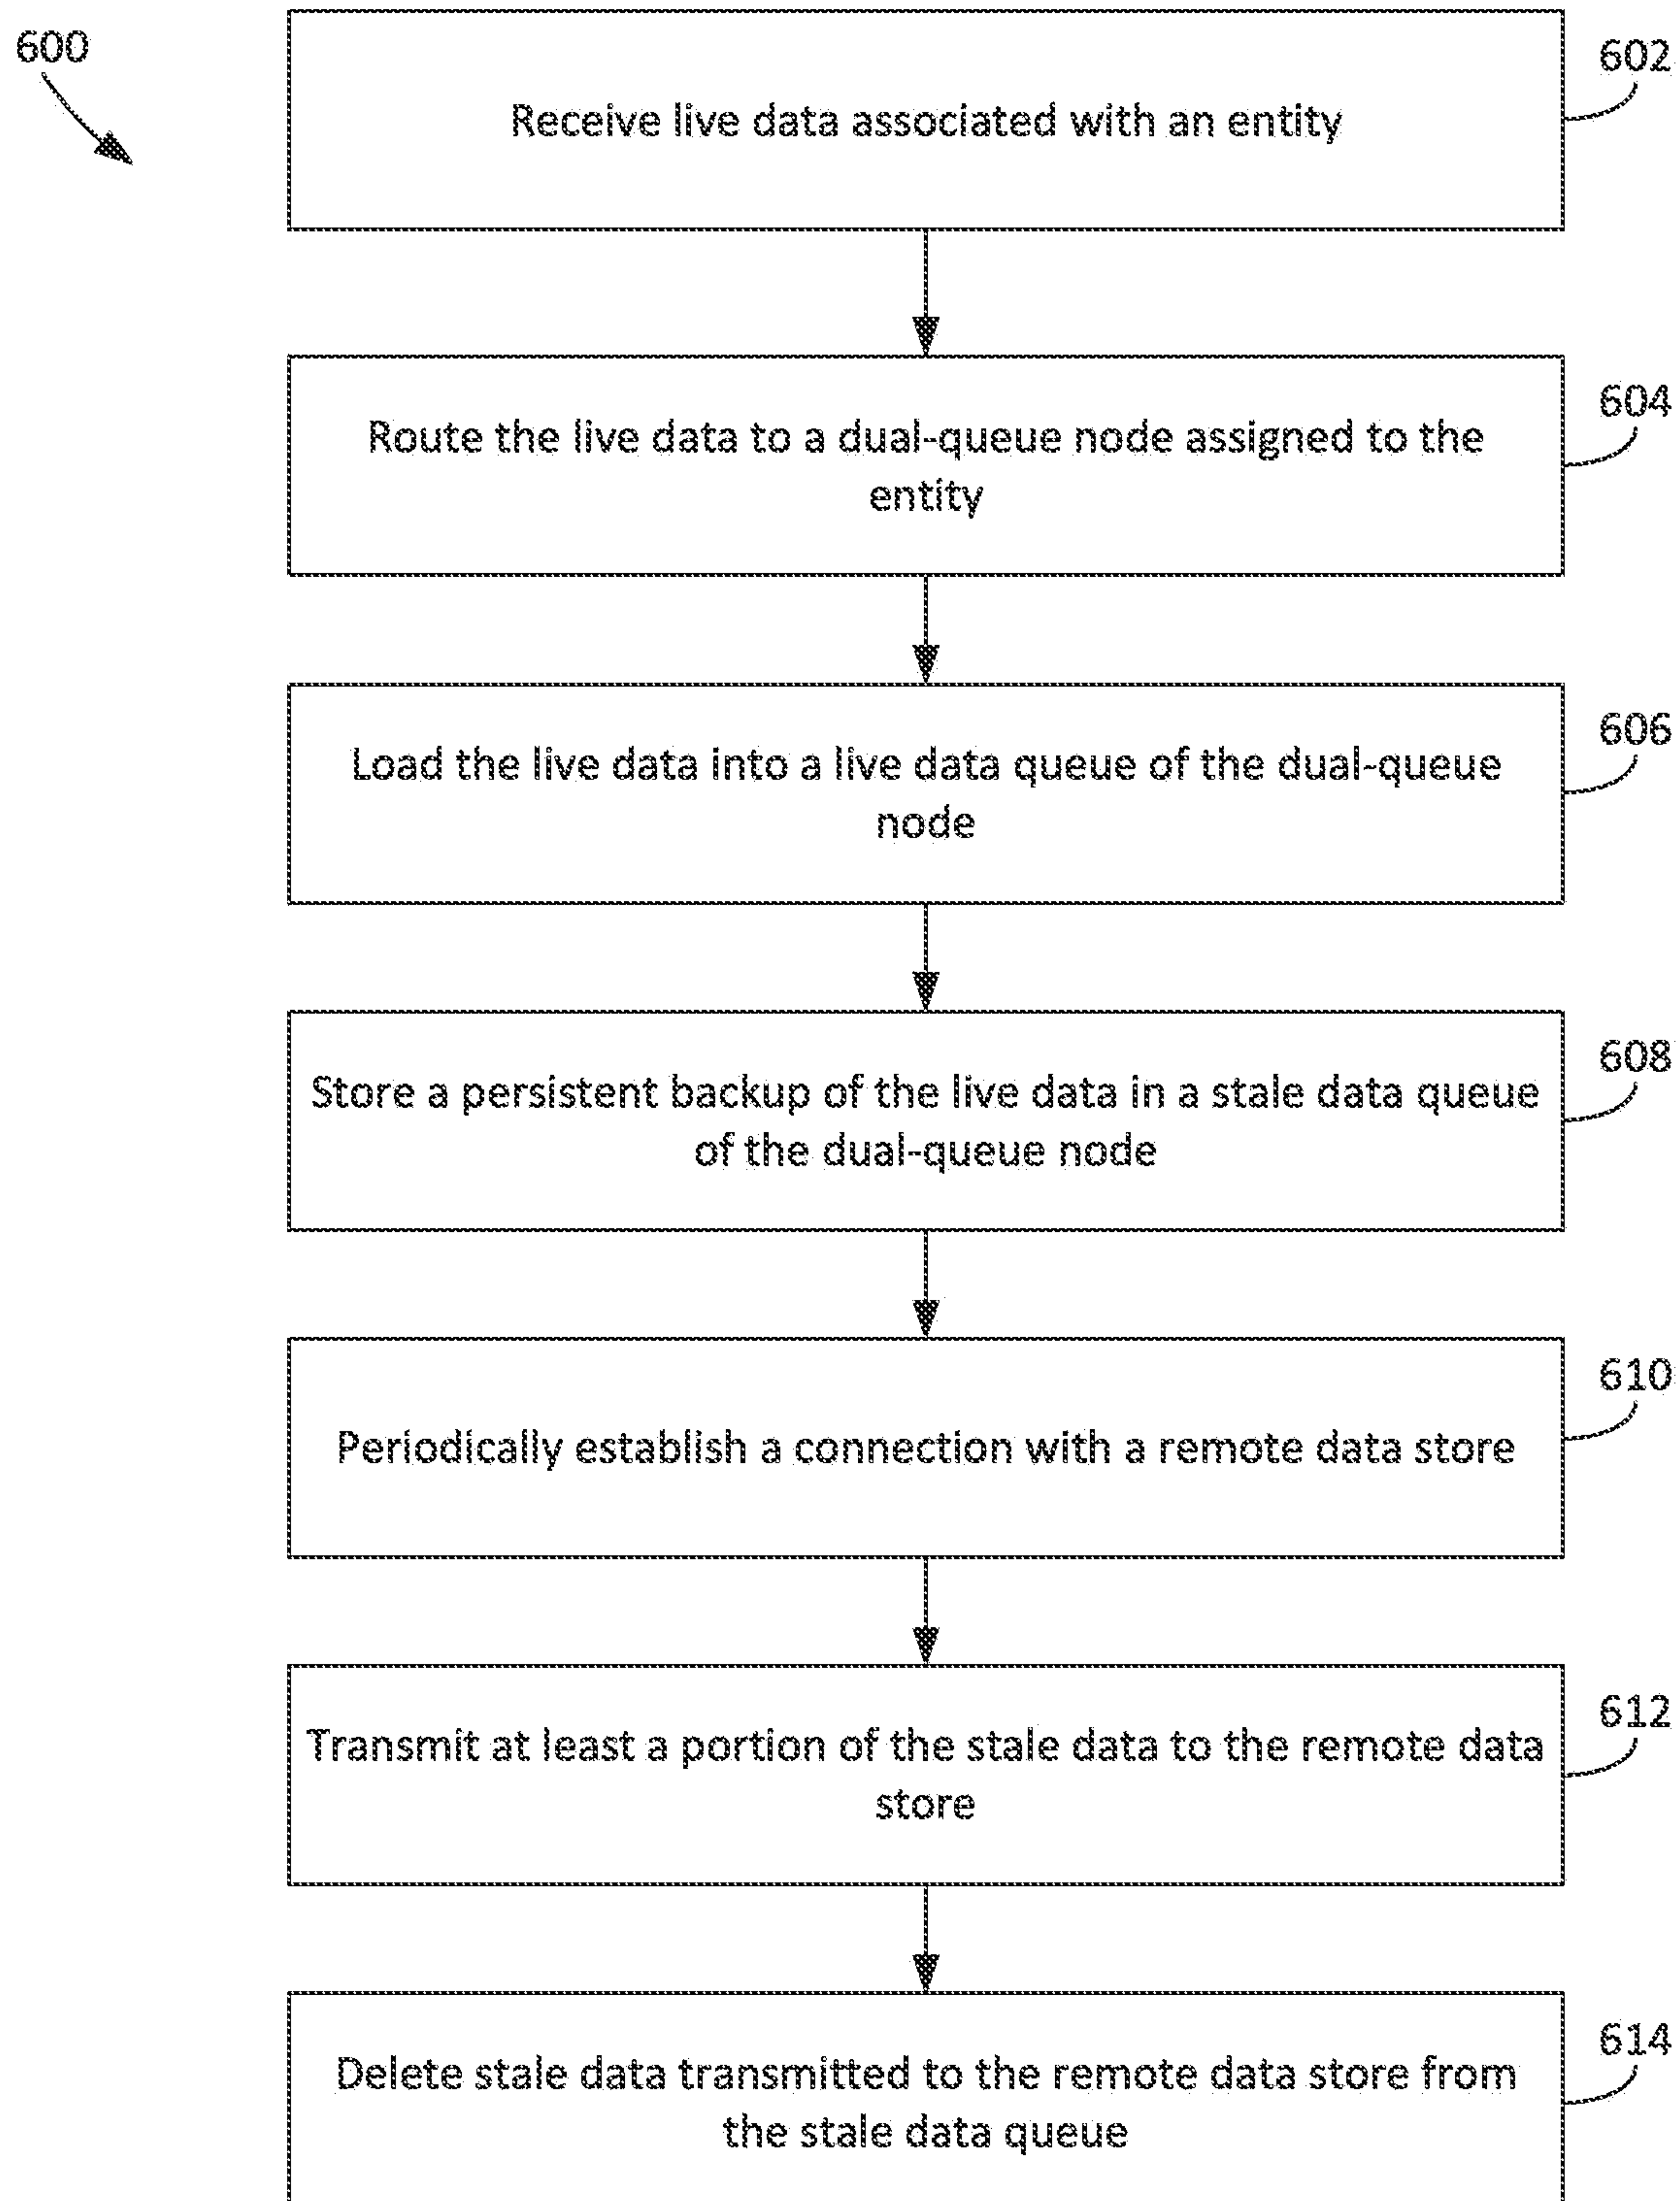 600
Receive live data associated with an entity
602
Route the live data to a dual-queue node assigned to the
entity
604
Load the live data into a live data queue of the dual-queue
node
606
Store a persistent backup of the live data in a stale data queue
of the dual-queue node
608
Periodically establish a connection with a remote data store
610
Transmit at least a portion of the stale data to the remote data
store
612
Delete stale data transmitted to the remote data store from
the stale data queue
614